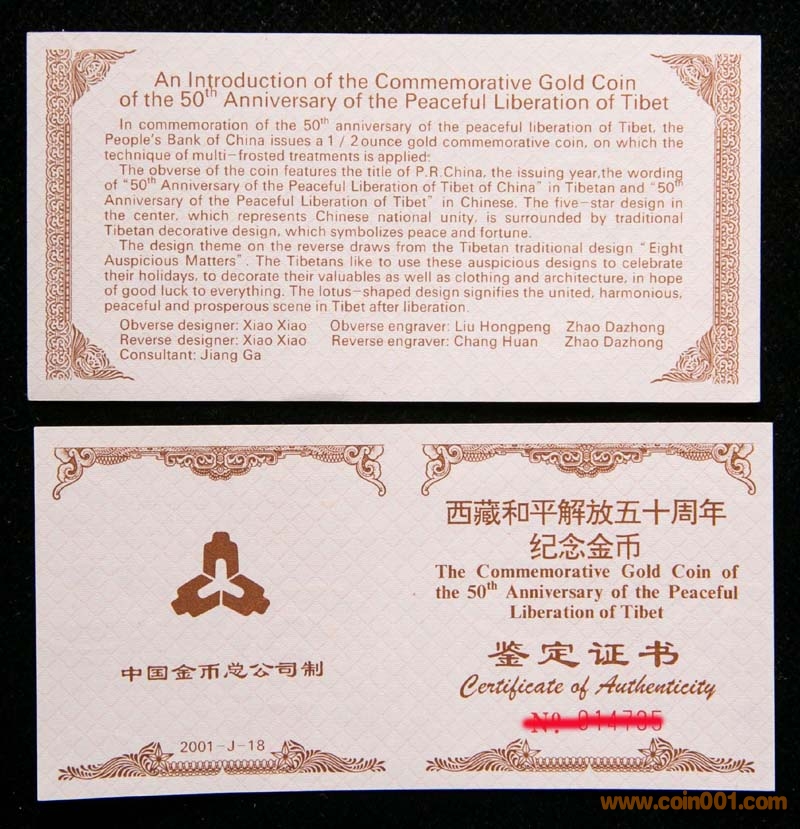 An Introduction of the Commemorative Gold Coin
of the 50th Anniversary of the Peaceful Liberation of Tibet
In commemoration of the 50th anniversary of the peaceful liberation of Tibet, the
People's Bank of China issues a 1/2ounce gold commemorative coin, on which the
technique of multi-frosted treatments is applied:
The obverse of the coin features the title of P.R.China, the issuing year,the wording
of "50th Anniversary of the Peaceful Liberation of Tibet of China" in Tibetan and "50th
Anniversary of the Peaceful Liberation of Tibet" in Chinese. The five-star design in
the center, which represents Chinese national unity, is surrounded by traditional
Tibetan decorative design, which symbolizes peace and fortune.
The design theme on the reverse draws from the Tibetan traditional design "Eight
Auspicious Matters". The Tibetans like to use these auspicious designs to celebrate
their holidays, to decorate their valuables as well as clothing and architecture, in hope
of good luck to everything. The lotus-shaped design signifies the united, harmonious,
peaceful and prosperous scene in Tibet after liberation.
Obverse designer: Xiao Xiao Obverse engraver: Liu Hongpeng Zhao Dazhong
Reverse designer: Xiao Xiao Reverse engraver: Chang Huan Zhao Dazhong
Consultant: Jiang Ga
中国金币总公司制
2001-J-18
西藏和平解放五十周年
纪念金币
The Commemorative Gold Coin of
the 50th Anniversary of the Peaceful
Liberation of Tibet
鉴定证书
Certificate of Authenticity
No.
www.coin001.com